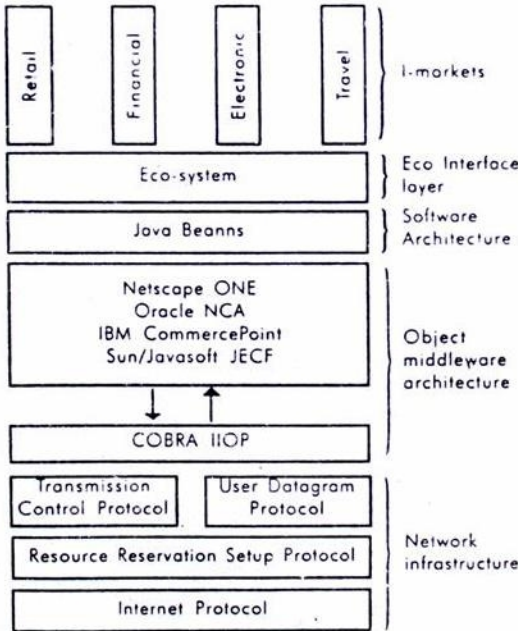 Retail
Financial
Electronic
Travel
I-markets
Eco-system
Eco Interface
layer
Java Beanns
Software
Architecture
Netscape ONE
Oracle NCA
IBM CommercePoint
Sun/Javasoft JECF
Object
middleware
architecture
COBRA IIOP
Transmission
Control Protocol
User Datagram
Protocol
Resource Reservation Setup Protocol
Network
infrastructure
Internet Protocol